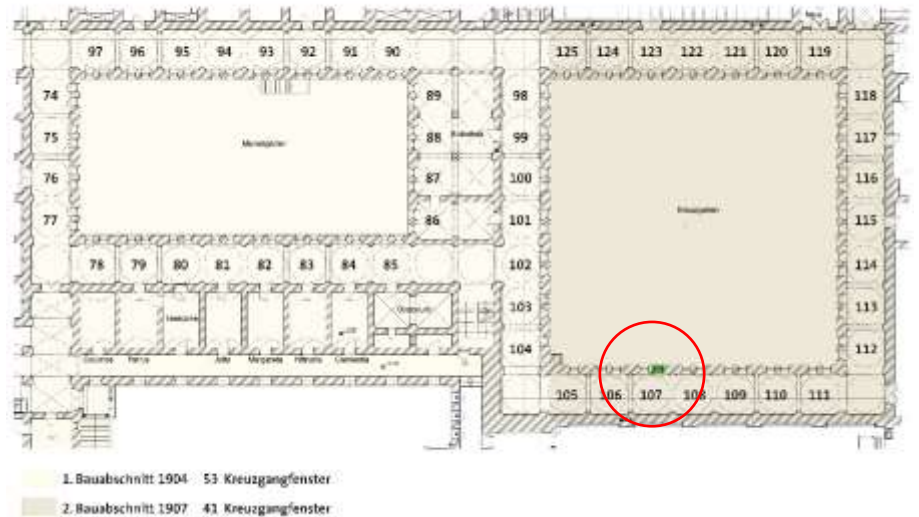 97 96 95 94 93 92 91 90 125 124 123 122 121 120 119
74 89 98 118
75 88 99 117
76 87 100 116
77 86 101 115
78 79 80 81 82 83 84 85 102 114
103 113
104 112
105 106 107 108 109 110 111
1. Bauabschnitt 1904 53 Kreuzgangfenster
2. Bauabschnitt 1907 41 Kreuzgangfenster